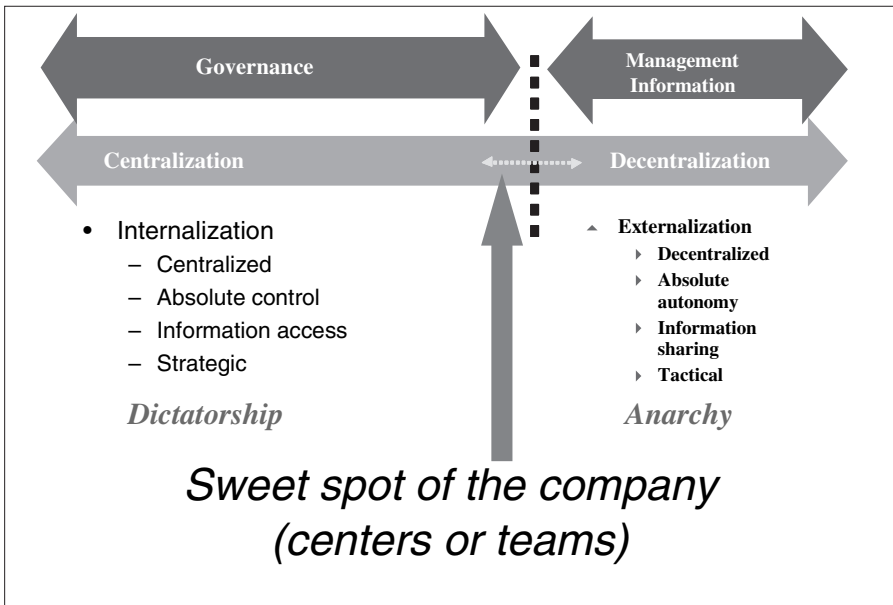 Governance
Management
Information
Centralization
Decentralization
• Internalization
– Centralized
– Absolute control
– Information access
– Strategic
Dictatorship
Externalization
Decentralized
Absolute
autonomy
Information
sharing
Tactical
Anarchy
Sweet spot of the company
(centers or teams)